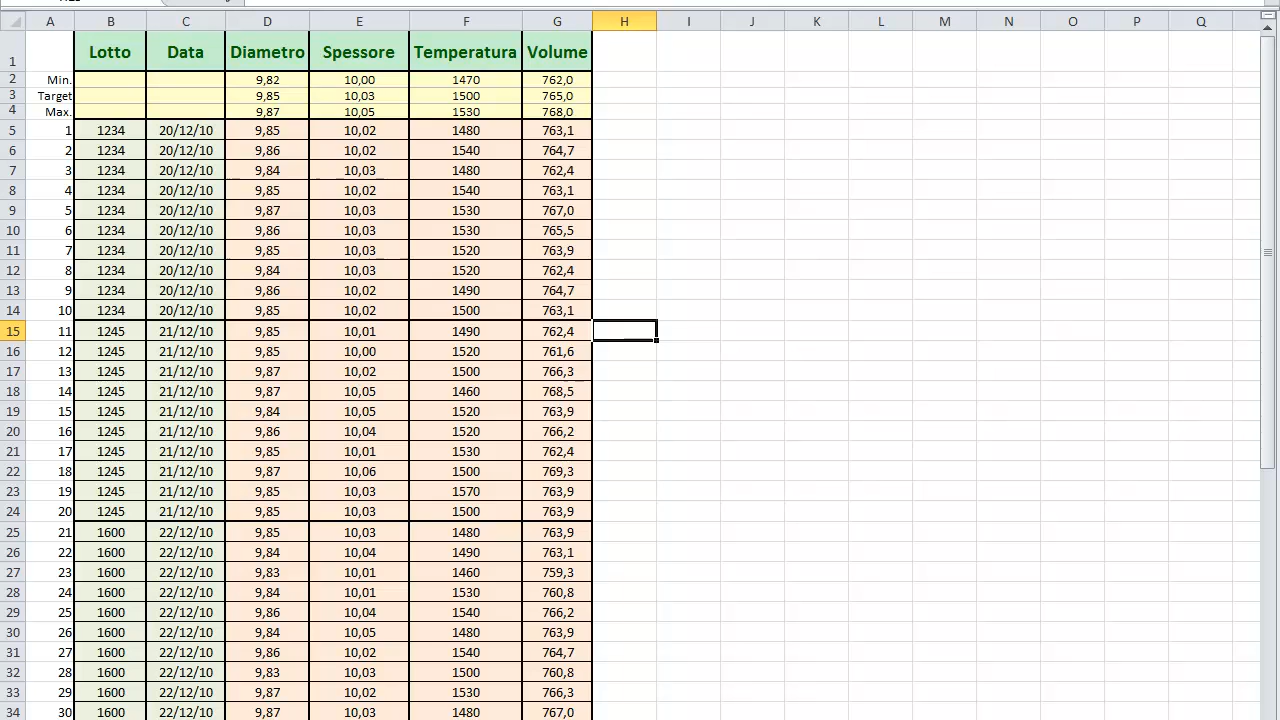 A B C D E F G H I J K L M N O P Q
1 Lotto Data Diametro Spessore Temperatura Volume
2 Min. 9,82 10,00 1470 762,0
3 Target 9,85 10,03 1500 765,0
4 Max. 9,87 10,05 1530 768,0
5 1 1234 20/12/10 9,85 10,02 1480 763,1
6 2 1234 20/12/10 9,86 10,02 1540 764,7
7 3 1234 20/12/10 9,84 10,03 1480 762,4
8 4 1234 20/12/10 9,85 10,02 1540 763,1
9 5 1234 20/12/10 9,87 10,03 1530 767,0
10 6 1234 20/12/10 9,86 10,03 1530 765,5
11 7 1234 20/12/10 9,85 10,03 1520 763,9
12 8 1234 20/12/10 9,84 10,03 1520 762,4
13 9 1234 20/12/10 9,86 10,02 1490 764,7
14 10 1234 20/12/10 9,85 10,02 1500 763,1
15 11 1245 21/12/10 9,85 10,01 1490 762,4
16 12 1245 21/12/10 9,85 10,00 1520 761,6
17 13 1245 21/12/10 9,87 10,02 1500 766,3
18 14 1245 21/12/10 9,87 10,05 1460 768,5
19 15 1245 21/12/10 9,84 10,05 1520 763,9
20 16 1245 21/12/10 9,86 10,04 1520 766,2
21 17 1245 21/12/10 9,85 10,01 1530 762,4
22 18 1245 21/12/10 9,87 10,06 1500 769,3
23 19 1245 21/12/10 9,85 10,03 1570 763,9
24 20 1245 21/12/10 9,85 10,03 1500 763,9
25 21 1600 22/12/10 9,85 10,03 1480 763,9
26 22 1600 22/12/10 9,84 10,04 1490 763,1
27 23 1600 22/12/10 9,83 10,01 1460 759,3
28 24 1600 22/12/10 9,84 10,01 1530 760,8
29 25 1600 22/12/10 9,86 10,04 1540 766,2
30 26 1600 22/12/10 9,84 10,05 1480 763,9
31 27 1600 22/12/10 9,86 10,02 1540 764,7
32 28 1600 22/12/10 9,83 10,03 1500 760,8
33 29 1600 22/12/10 9,87 10,02 1530 766,3
34 30 1600 22/12/10 9,87 10,03 1480 767,0